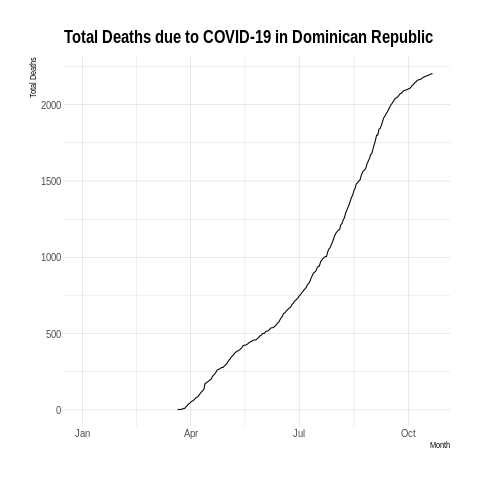 Total Deaths due to COVID-19 in Dominican Republic
Total Deaths
2000
1500
1000
500
0
Jan Apr Jul Oct
Month